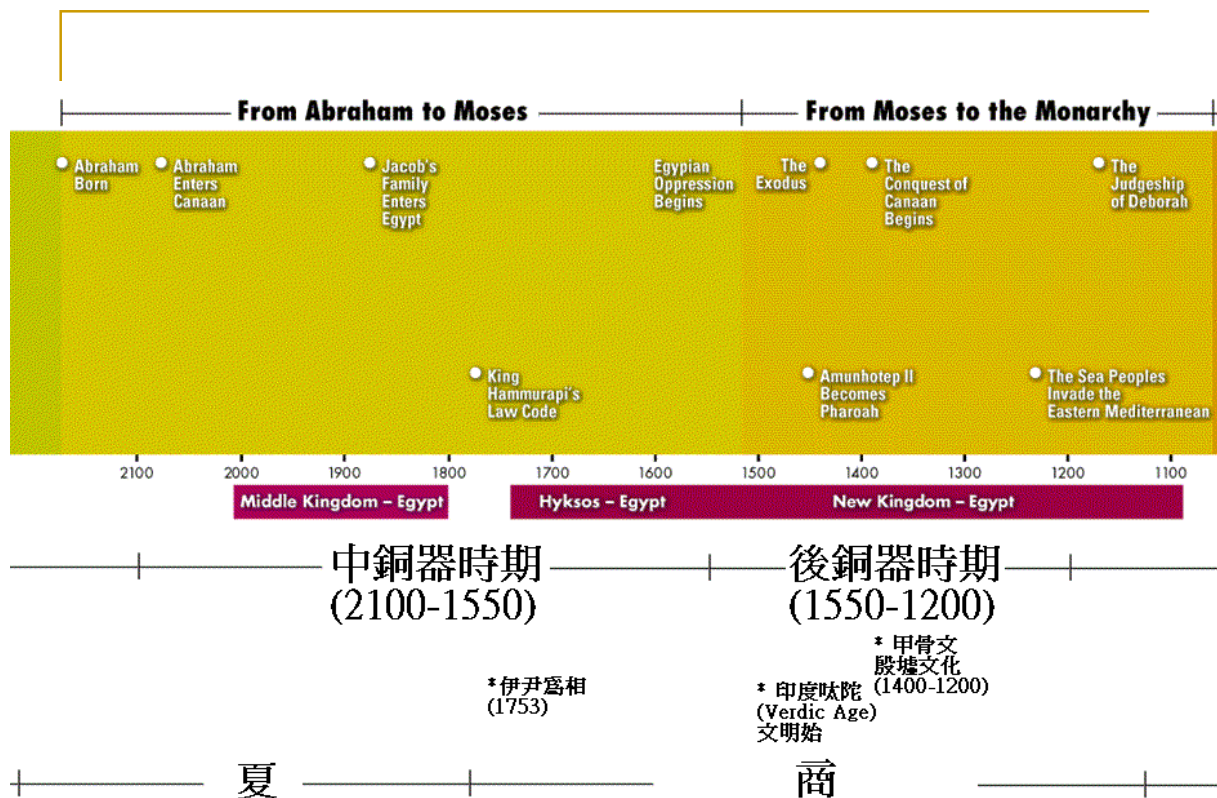 From Abraham to Moses
From Moses to the Monarchy
Abraham
Born
Abraham
Enters
Canaan
Jacob's
Family
Enters
Egypt
Egypian
Oppression
Begins
The
Exodus
The
Conquest of
Canaan
Begins
The
Judgeship
of Deborah
King
Hammurapi's
Law Code
Amunhotep II
Becomes
Pharoah
The Sea Peoples
Invade the
Eastern Mediterranean
2100 2000 1900 1800 1700 1600 1500 1400 1300 1200 1100
Middle Kingdom – Egypt
Hyksos – Egypt
New Kingdom – Egypt
中銅器時期
(2100-1550)
後銅器時期
(1550-1200)
* 甲骨文
殷墟文化
(1400-1200)
*伊尹爲相
(1753)
* 印度吠陀
(Verdic Age)
文明始
夏
商